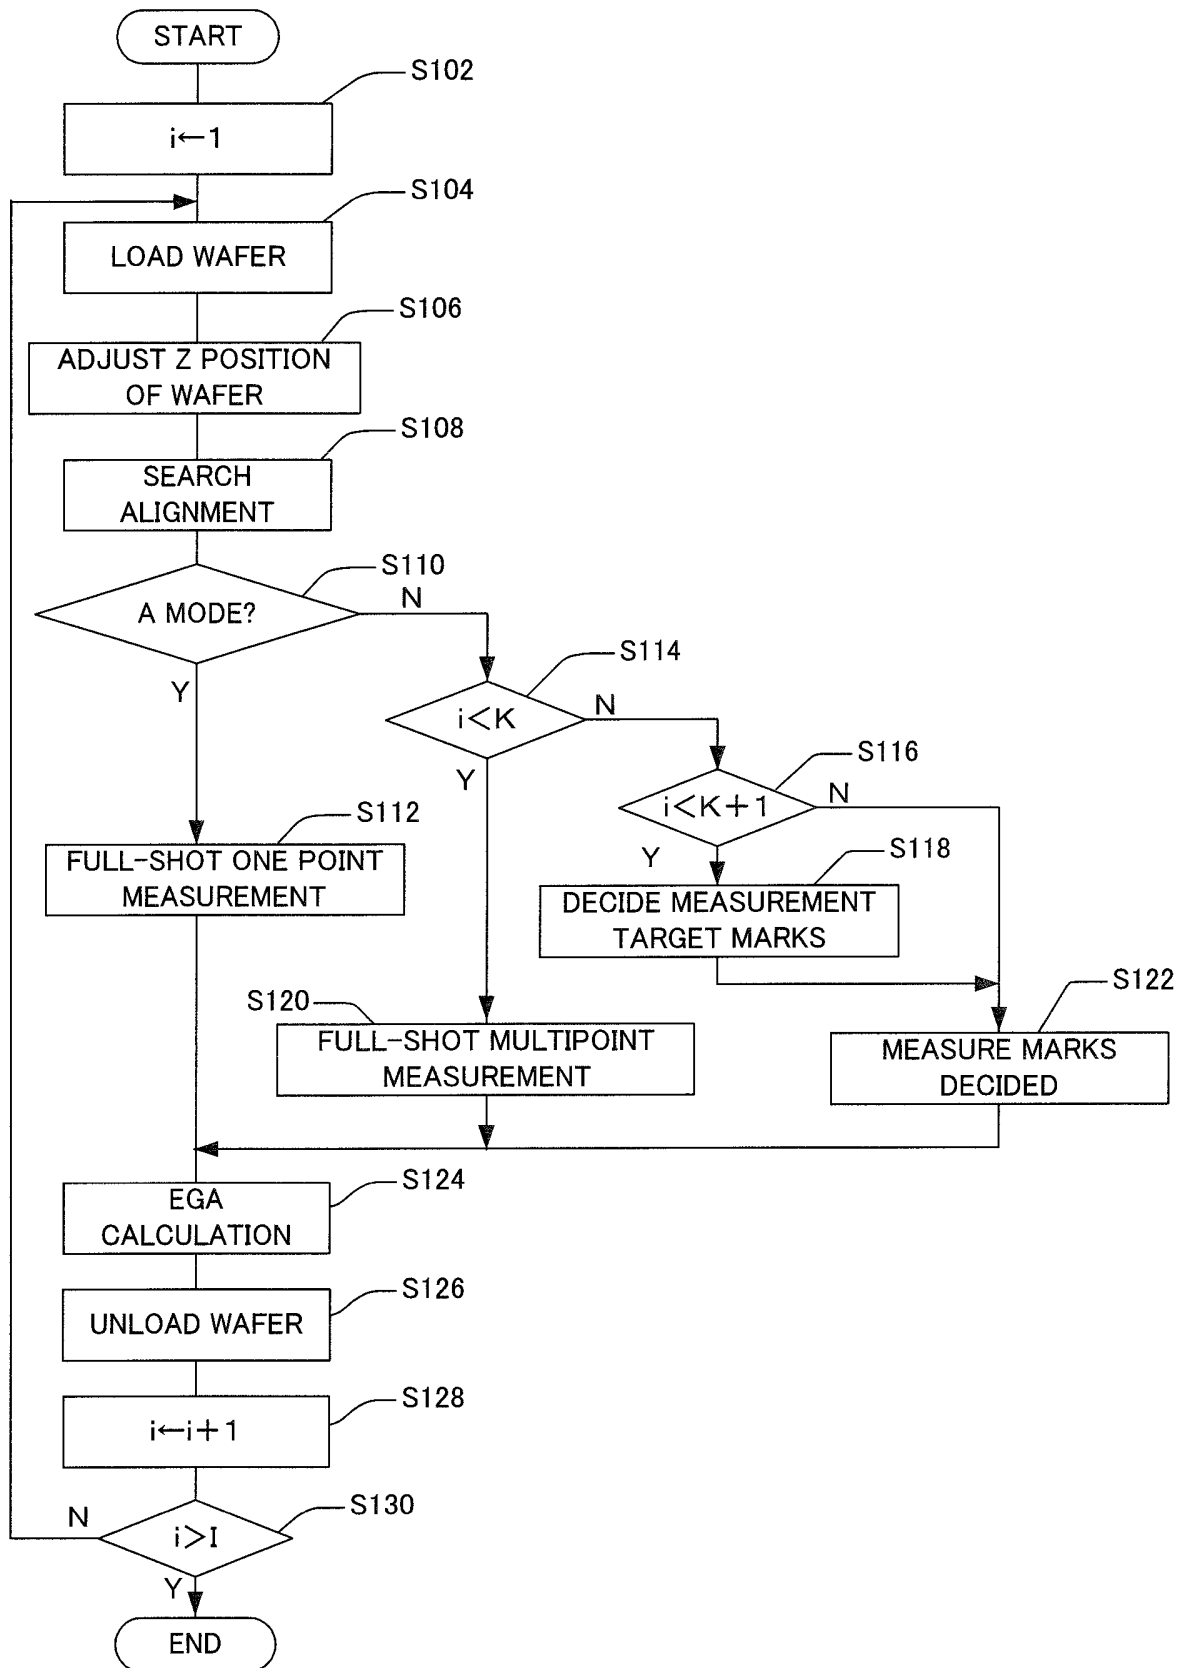 START
S102
i←1
S104
LOAD WAFER
S106
ADJUST Z POSITION
OF WAFER
S108
SEARCH
ALIGNMENT
S110
A MODE?
N
Y
S114
i<K
N
Y
S116
i<K+1
N
Y
S112
FULL-SHOT ONE POINT
MEASUREMENT
S118
DECIDE MEASUREMENT
TARGET MARKS
S120
FULL-SHOT MULTIPOINT
MEASUREMENT
S122
MEASURE MARKS
DECIDED
S124
EGA
CALCULATION
S126
UNLOAD WAFER
S128
i←i+1
S130
N
i>I
Y
END